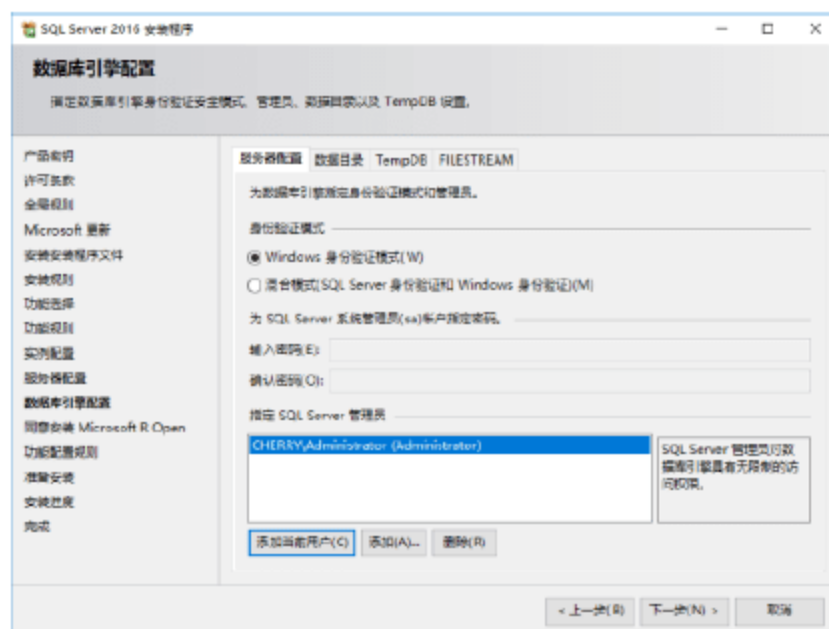 SQL Server 2016 安装程序
数据库引擎配置
指定数据库引擎身份验证安全模式、管理员、数据目录以及 TempDB 设置。
产品密钥
许可条款
全局规则
Microsoft 更新
安装安装程序文件
安装规则
功能选择
功能规则
实例配置
服务器配置
数据库引擎配置
同意安装 Microsoft R Open
功能配置规则
准备安装
安装进度
完成
服务器配置 数据目录 TempDB FILESTREAM
为数据库引擎指定身份验证模式和管理员。
身份验证模式
Windows 身份验证模式(W)
混合模式(SQL Server 身份验证和 Windows 身份验证)(M)
为 SQL Server 系统管理员(sa)帐户指定密码。
输入密码(E):
确认密码(O):
指定 SQL Server 管理员
CHERRY\Administrator (Administrator)
SQL Server 管理员对数
据库引擎具有无限制的访
问权限。
添加当前用户(C) 添加(A)... 删除(R)
< 上一步(B) 下一步(N) > 取消